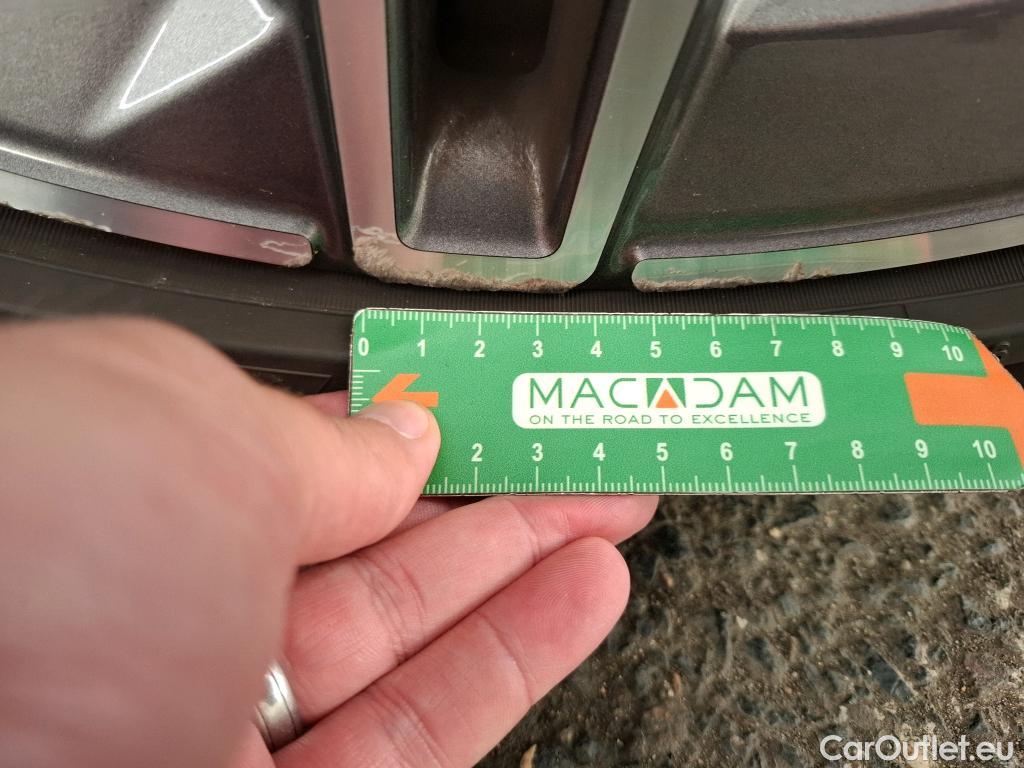 0 1 2 3 4 5 6 7 8 9 10
MACADAM
ON THE ROAD TO EXCELLENCE
2 3 4 5 6 7 8 9 10
CarOutlet.eu